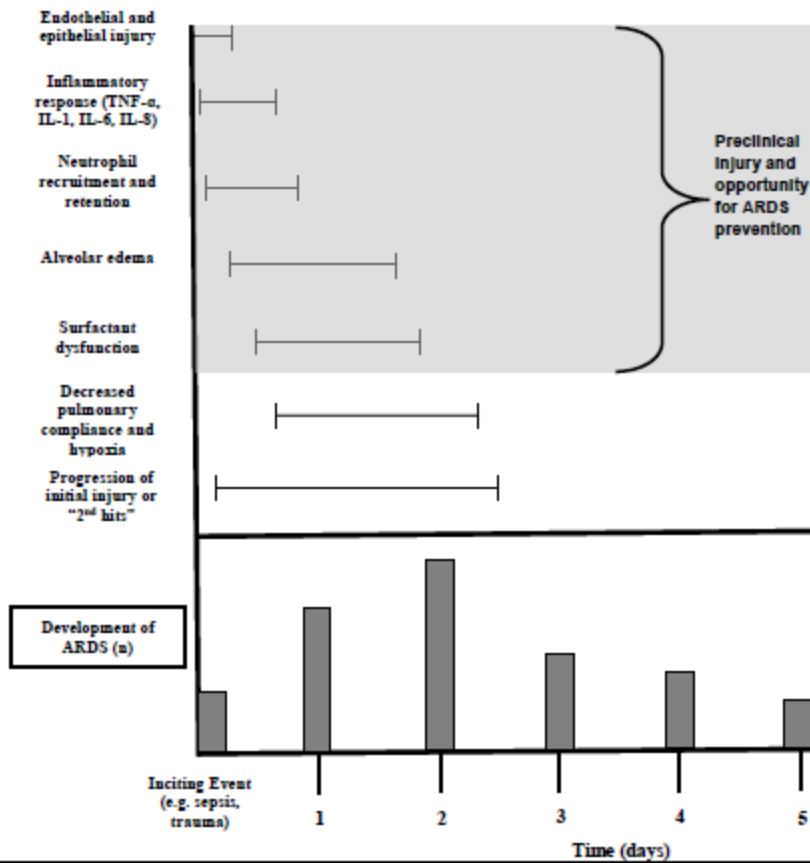 Endothelial and
epithelial injury
Inflammatory
response (TNF-α,
IL-1, IL-6, IL-8)
Neutrophil
recruitment and
retention
Alveolar edema
Surfactant
dysfunction
Decreased
pulmonary
compliance and
hypoxia
Progression of
initial injury or
“2nd hits”
Preclinical
injury and
opportunity
for ARDS
prevention
Development of
ARDS (n)
Inciting Event
(e.g. sepsis,
trauma)
1
2
3
4
5
Time (days)